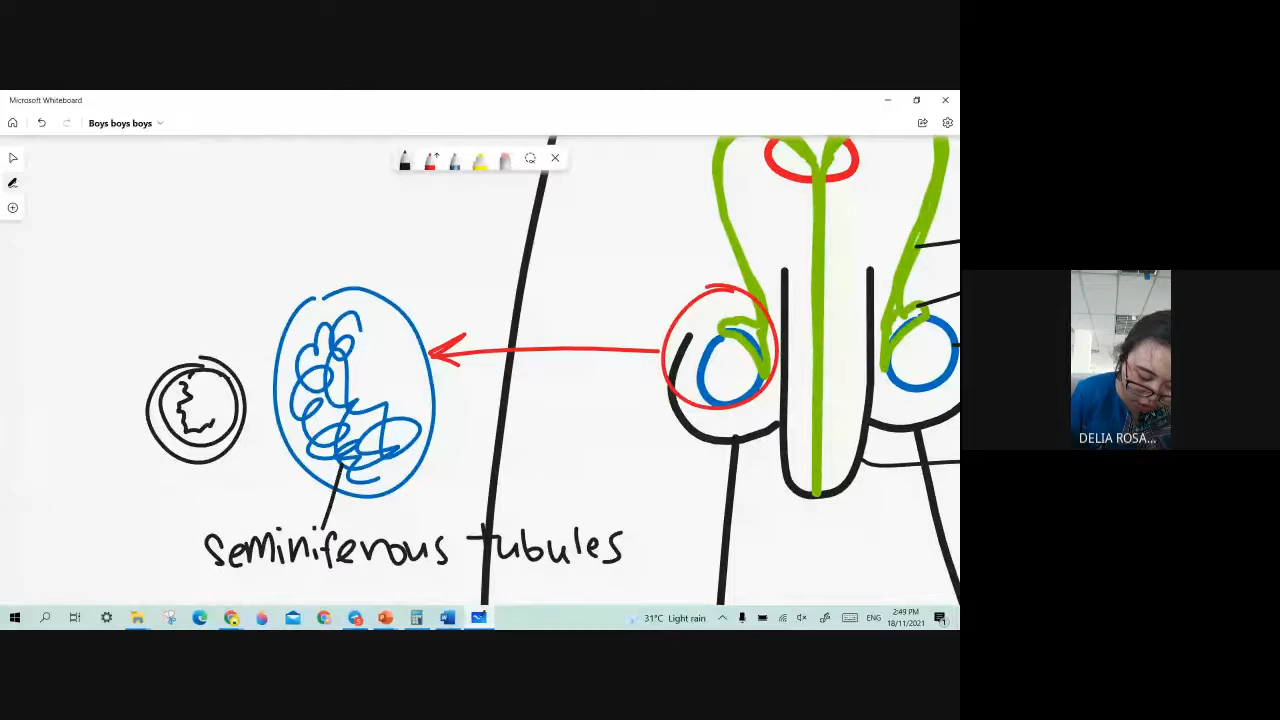 Microsoft Whiteboard
Boys boys boys
seminiferous tubules
DELIA ROSA...
31°C Light rain
ENG
2:49 PM
18/11/2021